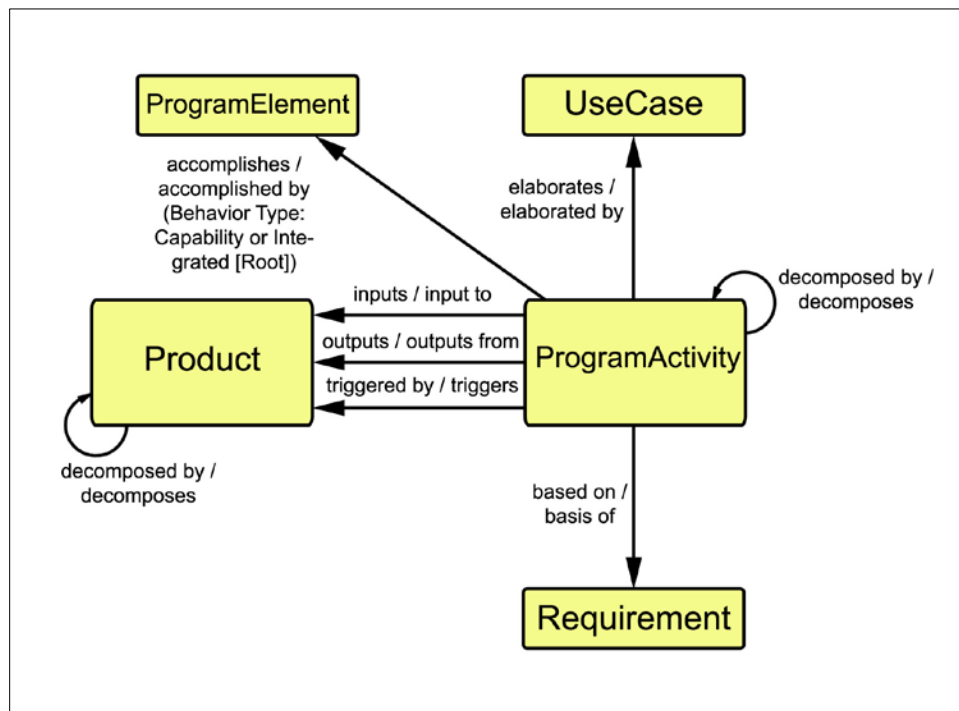 ProgramElement
UseCase
accomplishes /
accomplished by
(Behavior Type:
Capability or Inte-
grated [Root])
elaborates /
elaborated by
decomposed by /
decomposes
inputs / input to
outputs / outputs from
triggered by / triggers
Product
ProgramActivity
decomposed by /
decomposes
based on /
basis of
Requirement